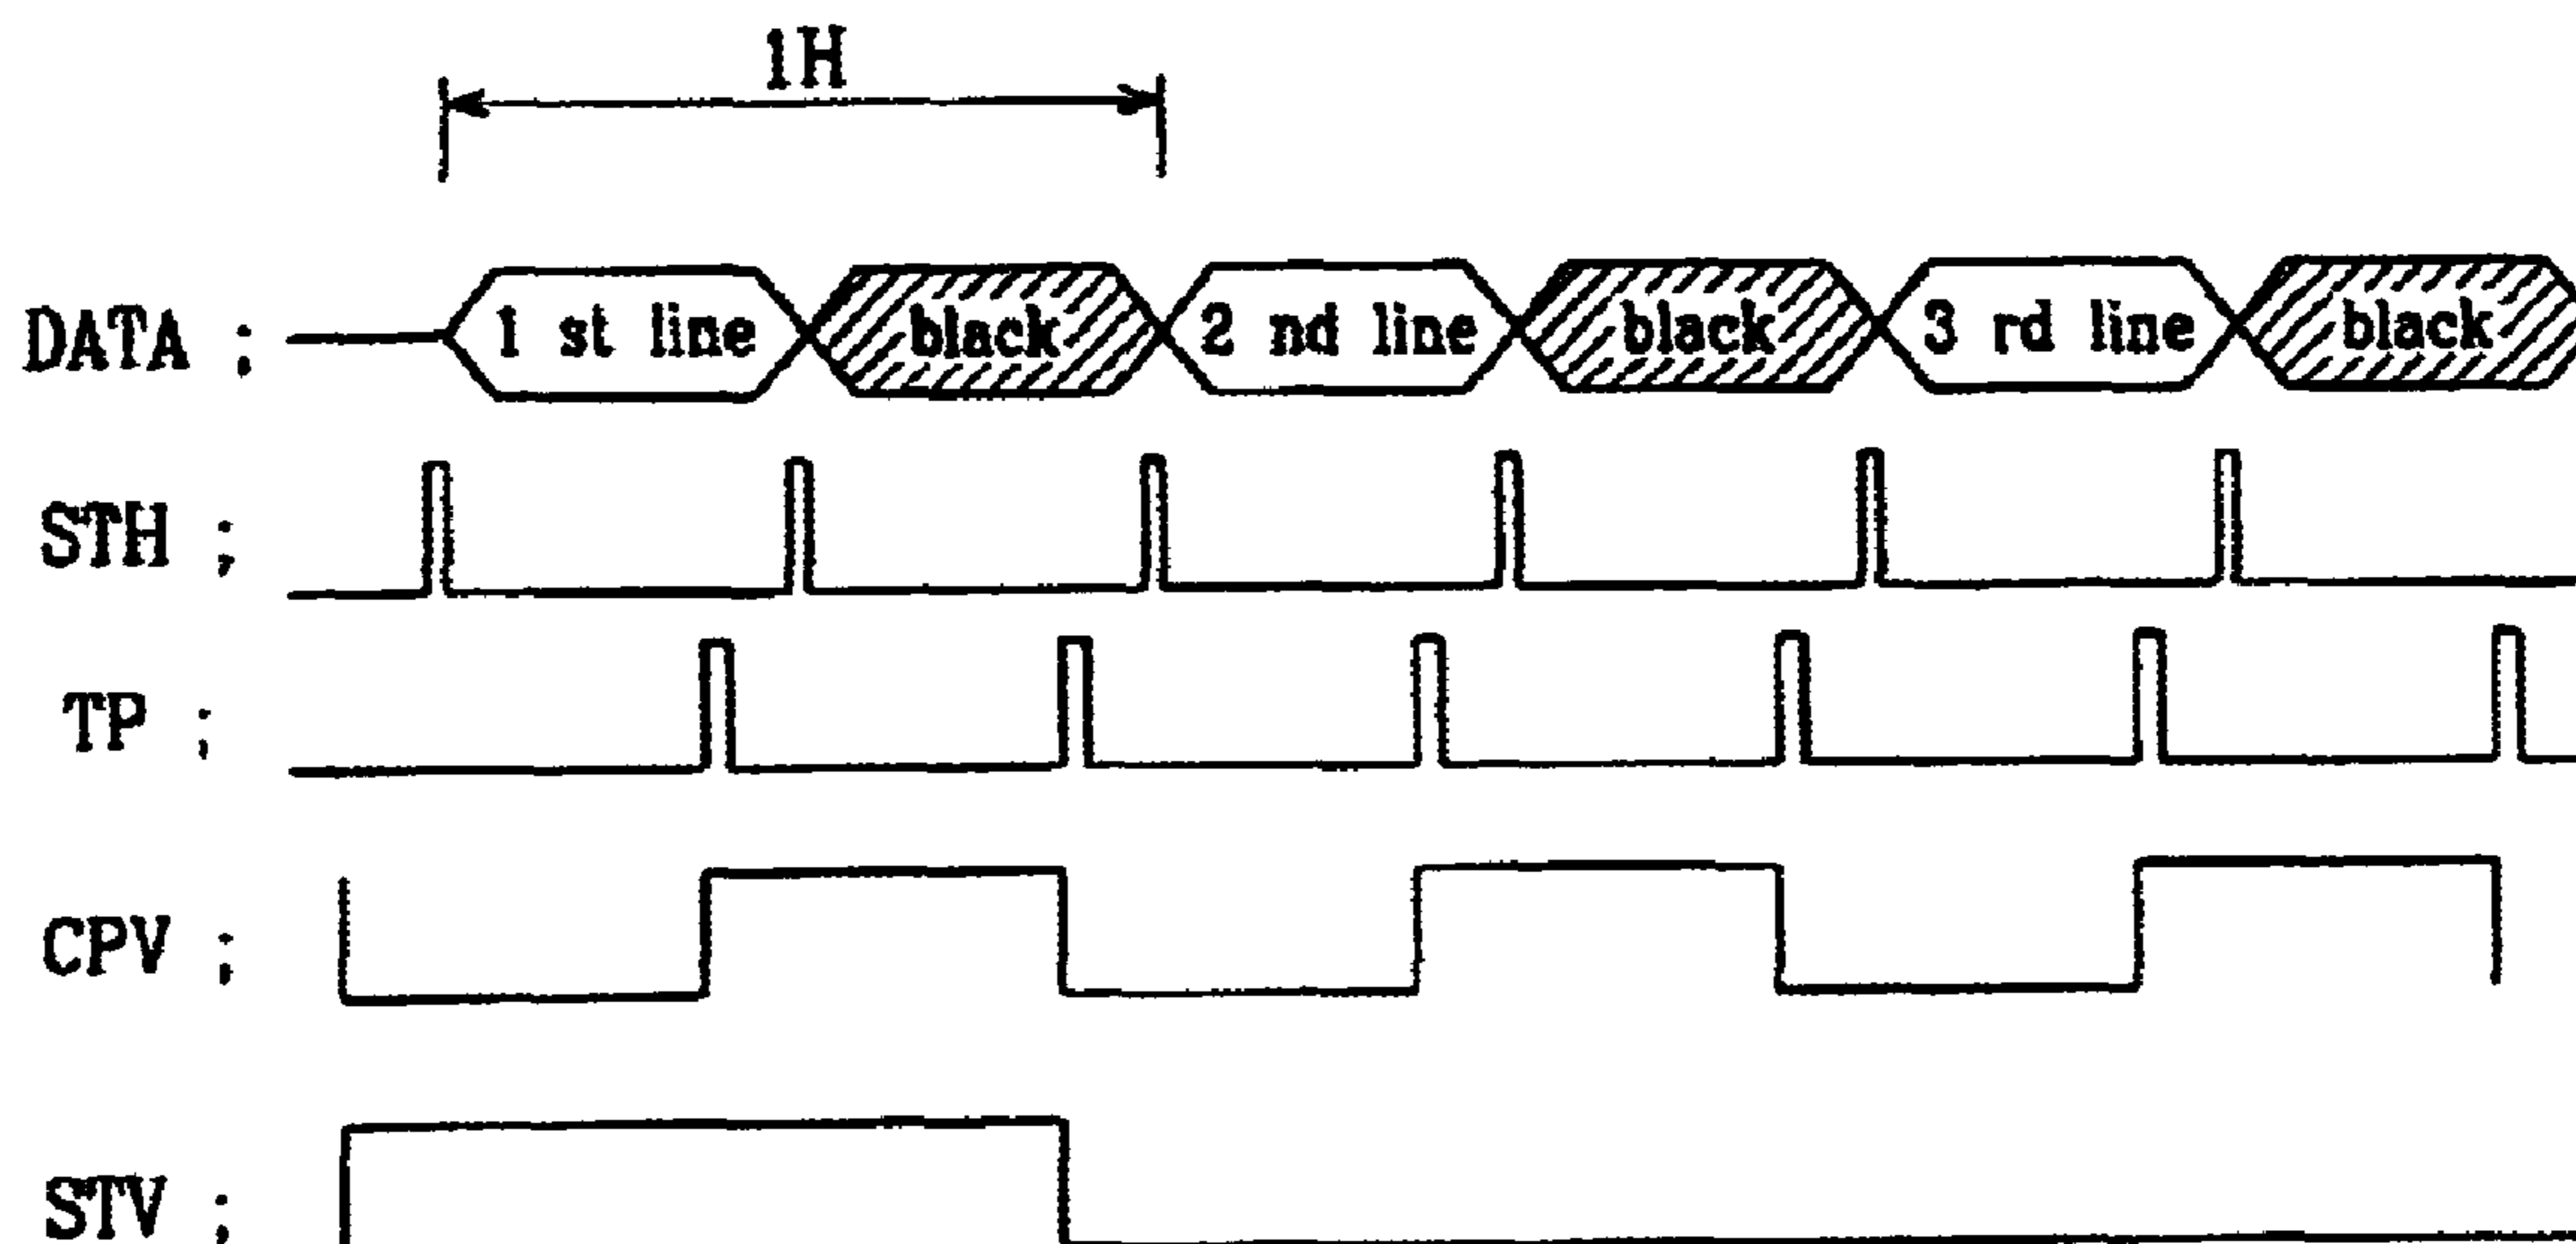 1H
DATA ; 1 st line black 2 nd line black 3 rd line black
STH ;
TP ;
CPV ;
STV ;